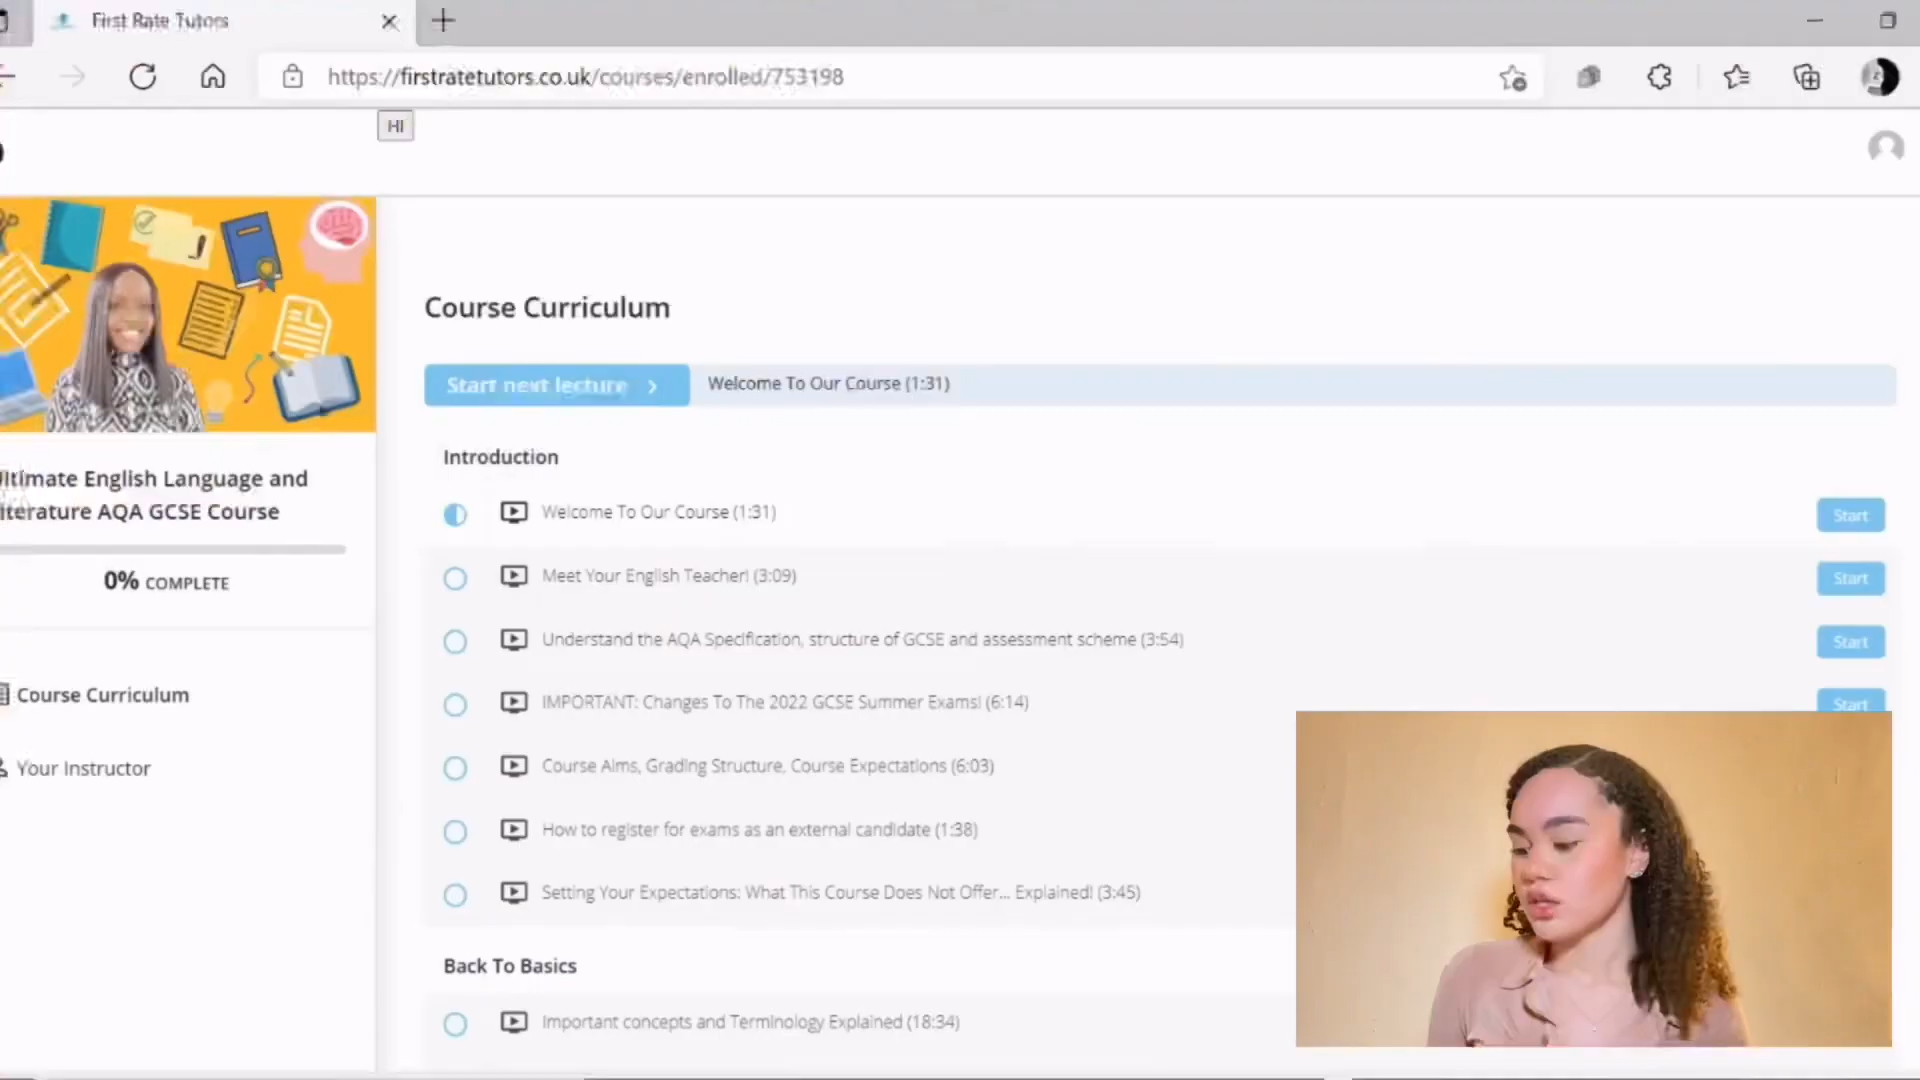 First Rate Tutors
https://firstratetutors.co.uk/courses/enrolled/753198
HI
Course Curriculum
Start next lecture
Welcome To Our Course (1:31)
Introduction
Welcome To Our Course (1:31)
Start
Meet Your English Teacher! (3:09)
Start
Understand the AQA Specification, structure of GCSE and assessment scheme (3:54)
Start
IMPORTANT: Changes To The 2022 GCSE Summer Exams! (6:14)
Start
Course Aims, Grading Structure, Course Expectations (6:03)
How to register for exams as an external candidate (1:38)
Setting Your Expectations: What This Course Does Not Offer... Explained! (3:45)
Back To Basics
Important concepts and Terminology Explained (18:34)
ltimate English Language and
iterature AQA GCSE Course
0% COMPLETE
Course Curriculum
Your Instructor